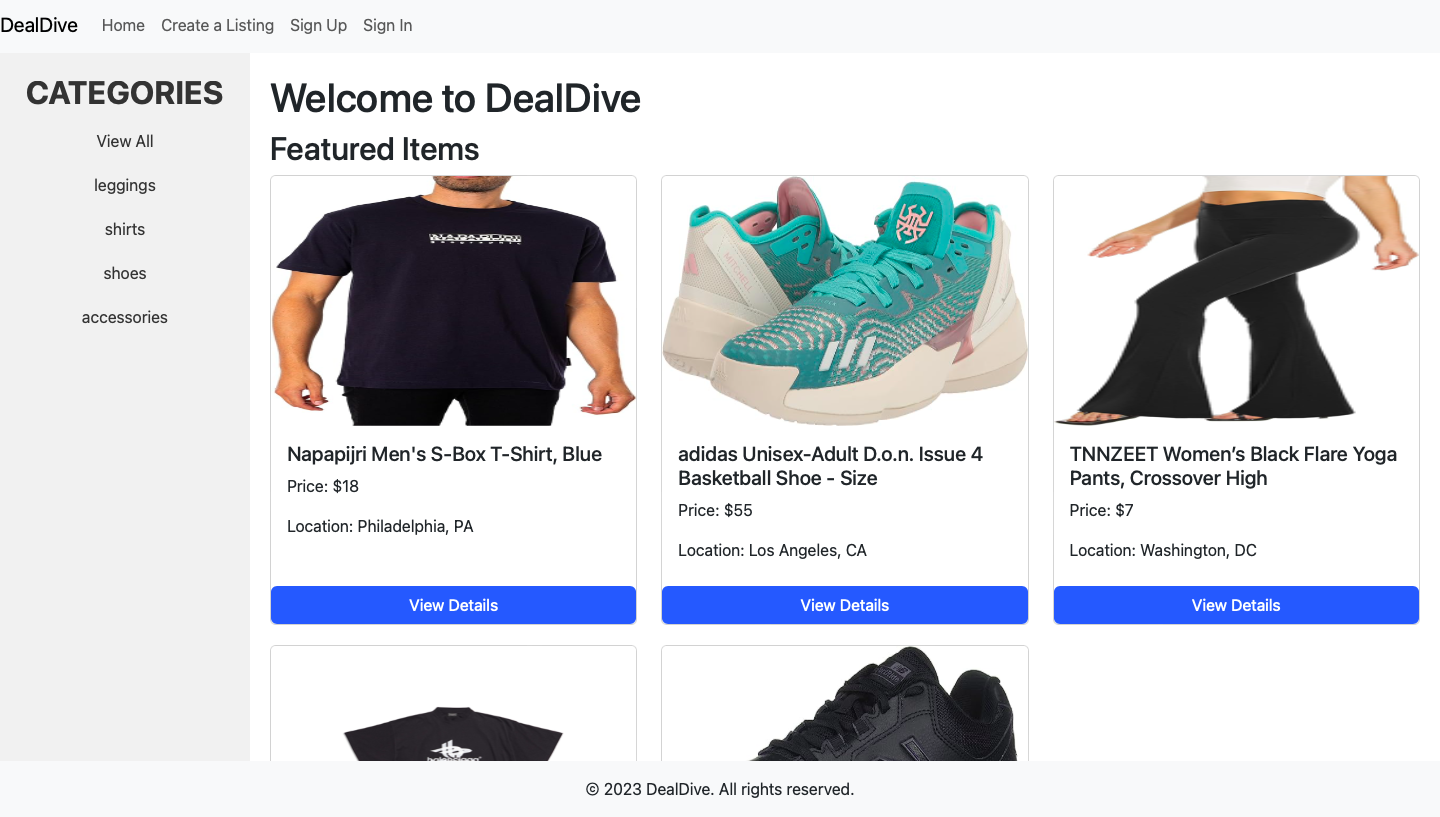 DealDive Home Create a Listing Sign Up Sign In
CATEGORIES
View All
leggings
shirts
shoes
accessories
Welcome to DealDive
Featured Items
MITCHELL
Napapijri Men's S-Box T-Shirt, Blue
Price: $18
Location: Philadelphia, PA
View Details
adidas Unisex-Adult D.o.n. Issue 4
Basketball Shoe - Size
Price: $55
Location: Los Angeles, CA
View Details
TNNZEET Women’s Black Flare Yoga
Pants, Crossover High
Price: $7
Location: Washington, DC
View Details
© 2023 DealDive. All rights reserved.